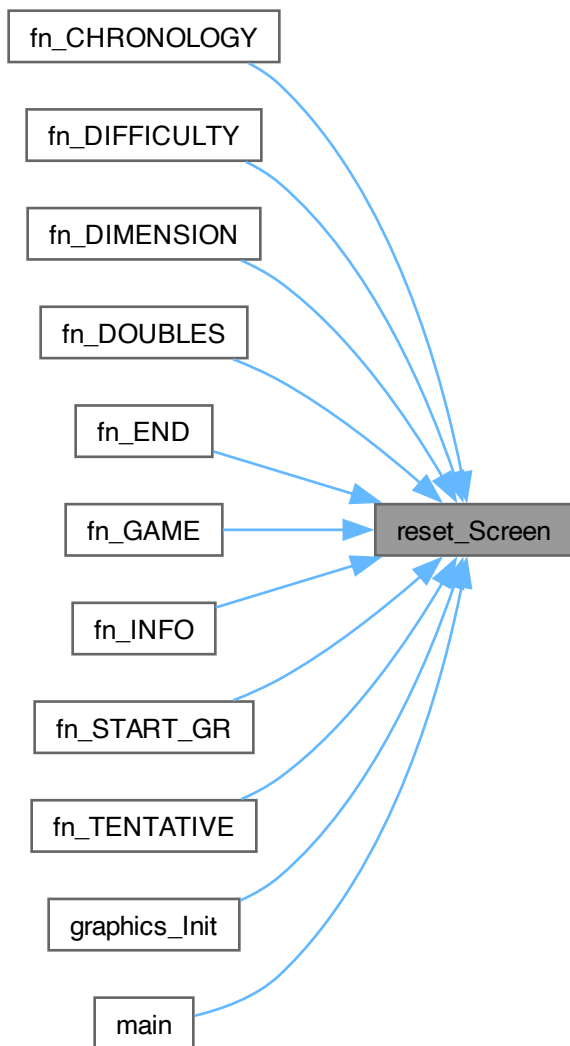 fn_CHRONOLOGY
fn_DIFFICULTY
fn_DIMENSION
fn_DOUBLES
fn_END
fn_GAME
reset_Screen
fn_INFO
fn_START_GR
fn_TENTATIVE
graphics_Init
main